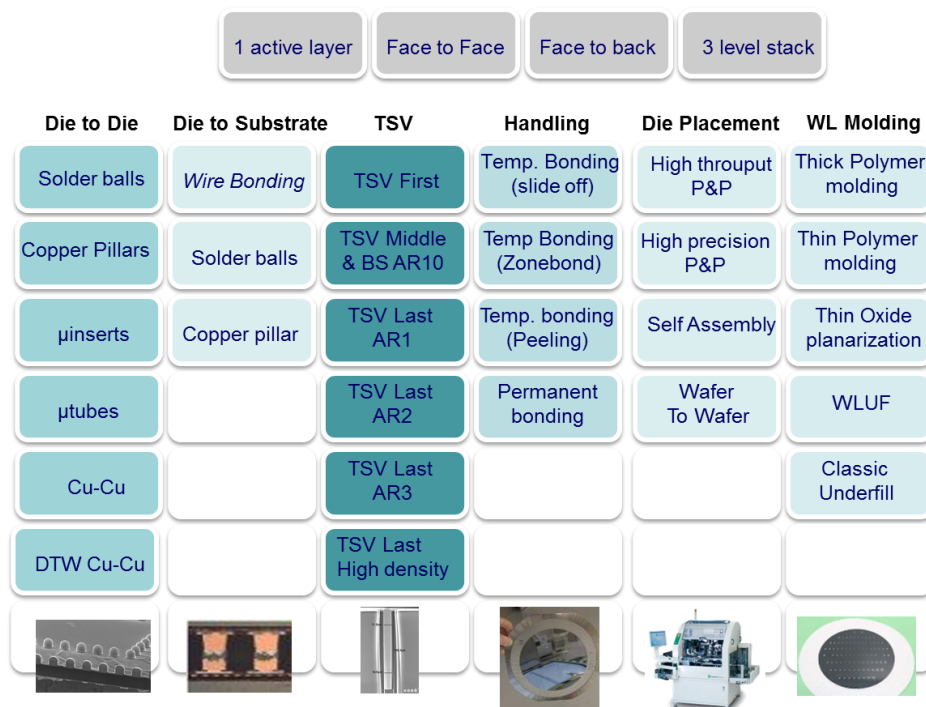 1 active layer
Face to Face
Face to back
3 level stack
Die to Die
Die to Substrate
TSV
Handling
Die Placement
WL Molding
Solder balls
Wire Bonding
TSV First
Temp. Bonding
(slide off)
High throuput
P&P
Thick Polymer
molding
Copper Pillars
Solder balls
TSV Middle
& BS AR10
Temp Bonding
(Zonebond)
High precision
P&P
Thin Polymer
molding
µinserts
Copper pillar
TSV Last
AR1
Temp. bonding
(Peeling)
Self Assembly
Thin Oxide
planarization
µtubes
TSV Last
AR2
Permanent
bonding
Wafer
To Wafer
WLUF
Cu-Cu
TSV Last
AR3
Classic
Underfill
DTW Cu-Cu
TSV Last
High density